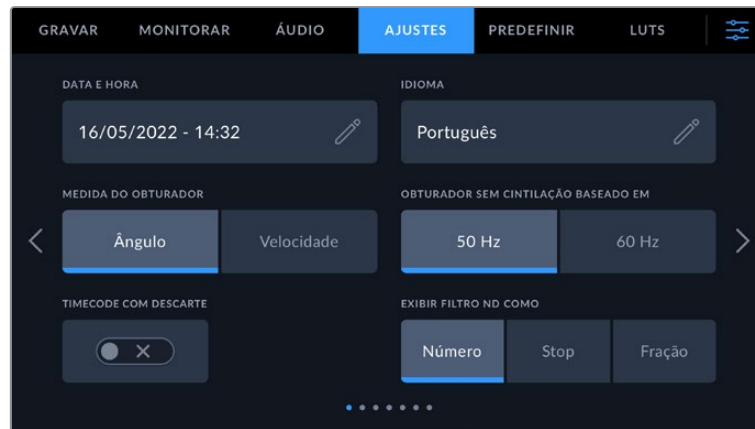 GRAVAR MONITORAR ÁUDIO AJUSTES PREDEFINIR LUTS
DATA E HORA IDIOMA
16/05/2022 - 14:32 Português
MEDIDA DO OBTURADOR OBTURADOR SEM CINTILAÇÃO BASEADO EM
Ângulo Velocidade 50 Hz 60 Hz
TIMECODE COM DESCARTE EXIBIR FILTRO ND COMO
Número Stop Fração